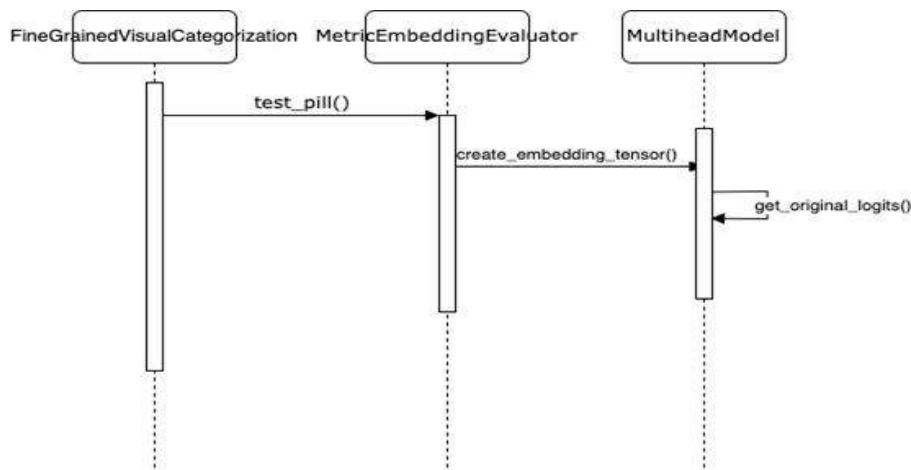 FineGrainedVisualCategorization
MetricEmbeddingEvaluator
MultiheadModel
test_pill()
create_embedding_tensor()
get_original_logits()